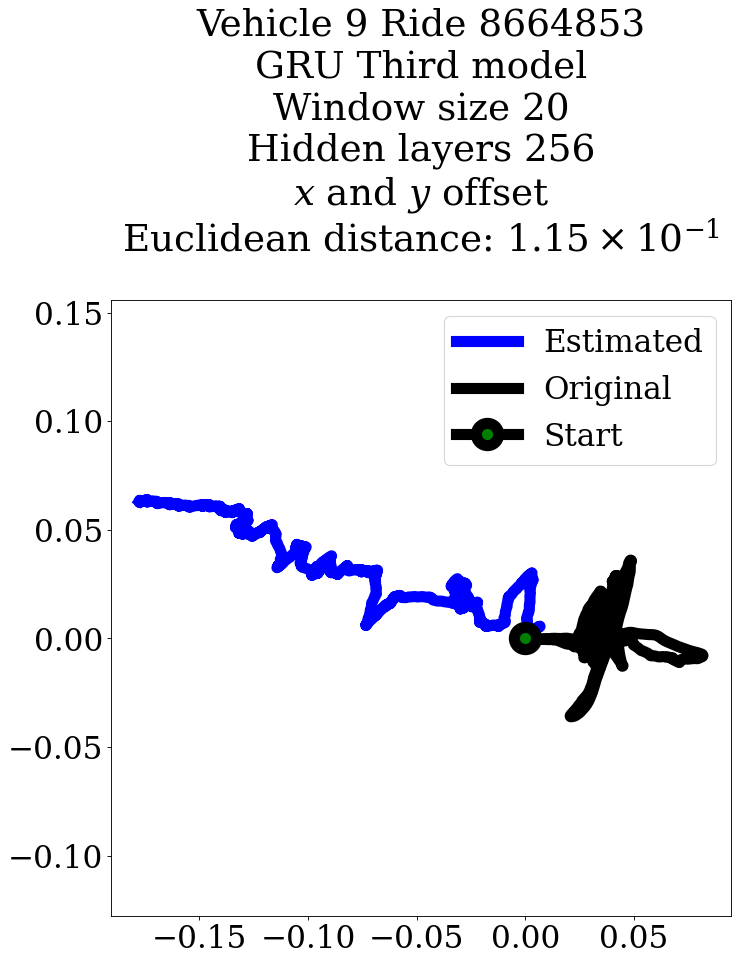 Vehicle 9 Ride 8664853
GRU Third model
Window size 20
Hidden layers 256
x and y offset
Euclidean distance: 1.15 × 10⁻¹
Estimated
Original
Start
0.15
0.10
0.05
0.00
−0.05
−0.10
−0.15 −0.10 −0.05 0.00 0.05